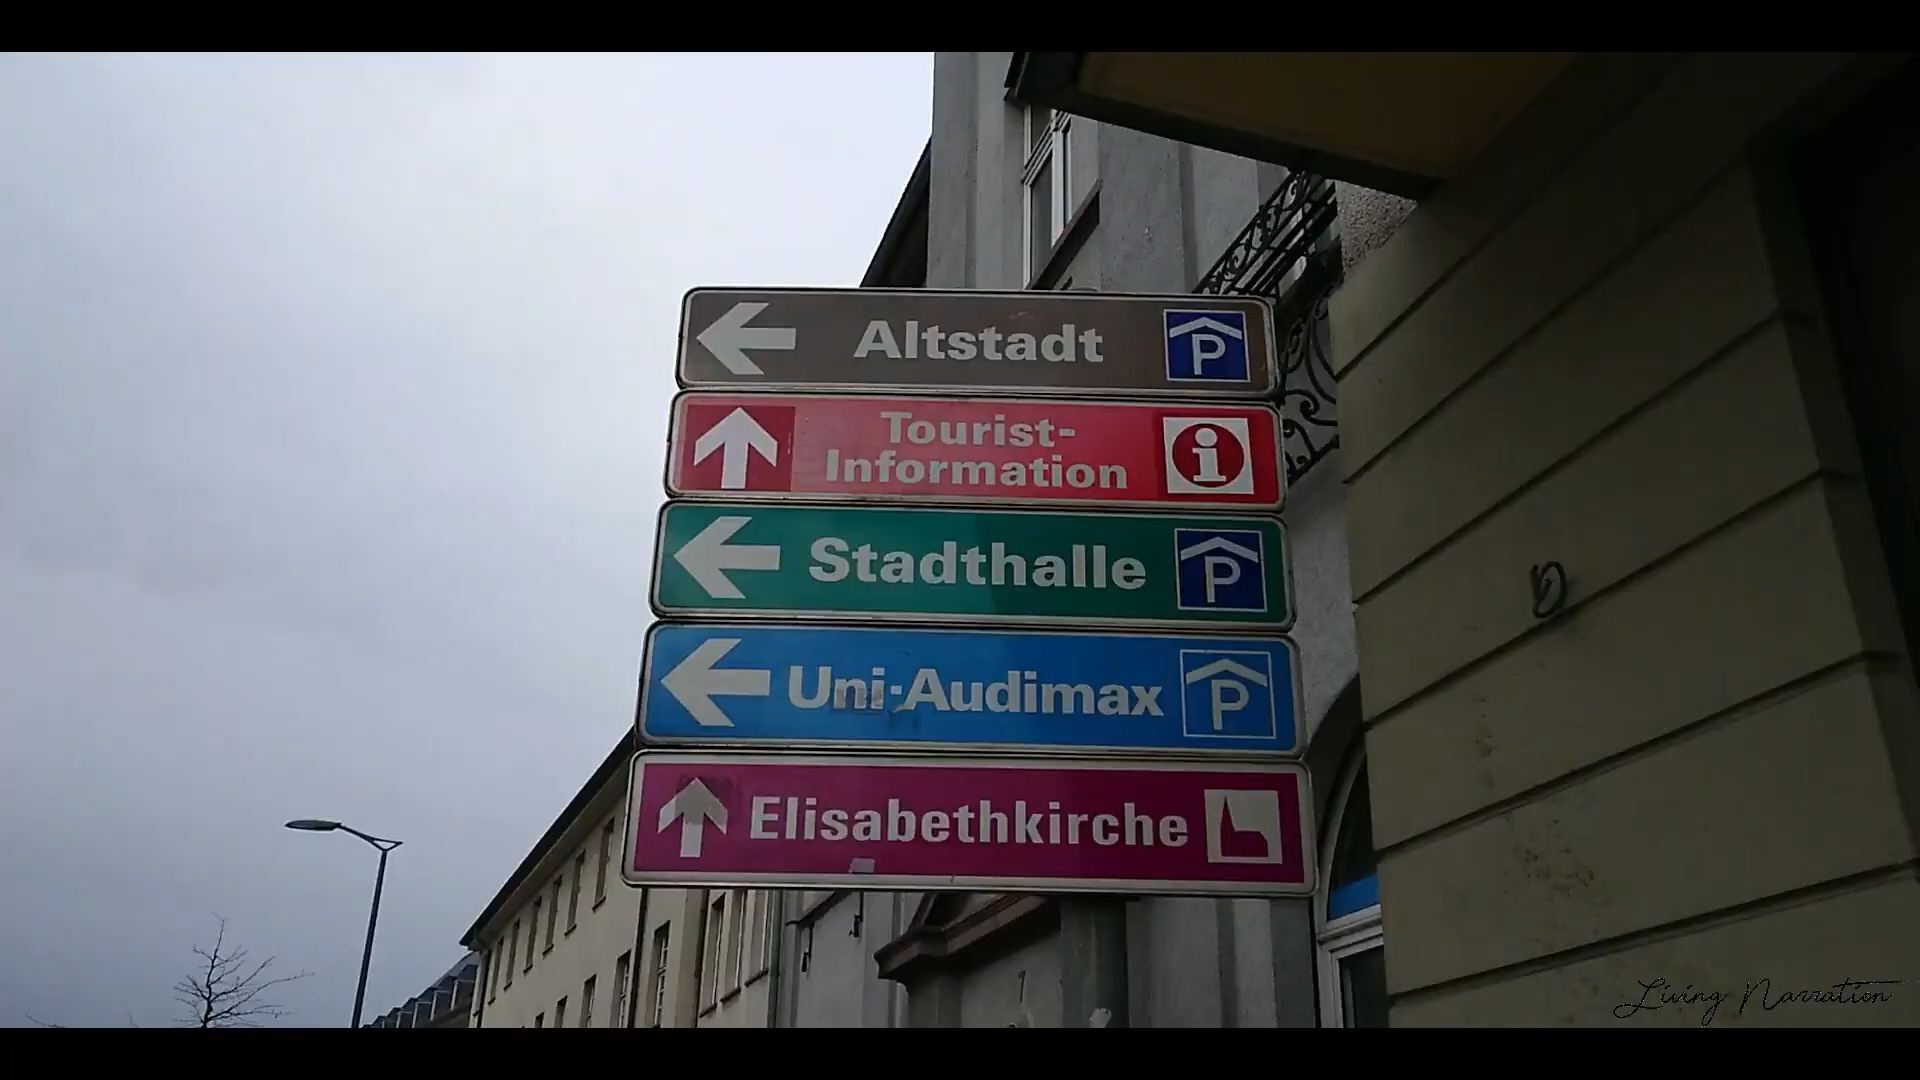 Altstadt P
Tourist-
Information i
Stadthalle P
Uni-Audimax P
Elisabethkirche
Living Narration